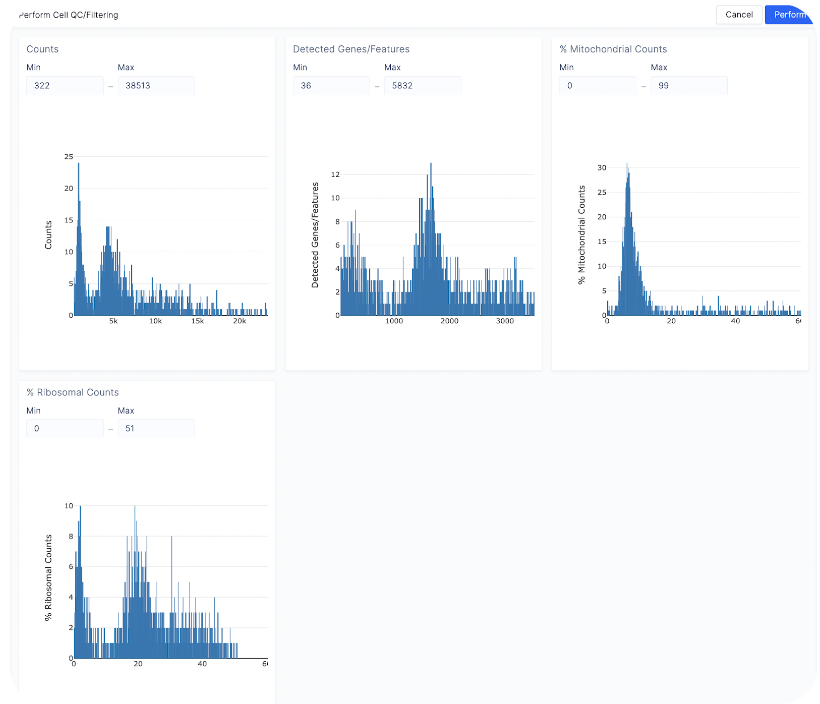 Perform Cell QC/Filtering
Cancel
Perform
Counts
Min Max
322 – 38513
25
20
15
10
5
0
Counts
5k 10k 15k 20k
Detected Genes/Features
Min Max
36 – 5832
12
10
8
6
4
2
0
Detected Genes/Features
1000 2000 3000
% Mitochondrial Counts
Min Max
0 – 99
30
25
20
15
10
5
0
% Mitochondrial Counts
0 20 40
% Ribosomal Counts
Min Max
0 – 51
10
8
6
4
2
0
% Ribosomal Counts
0 20 40